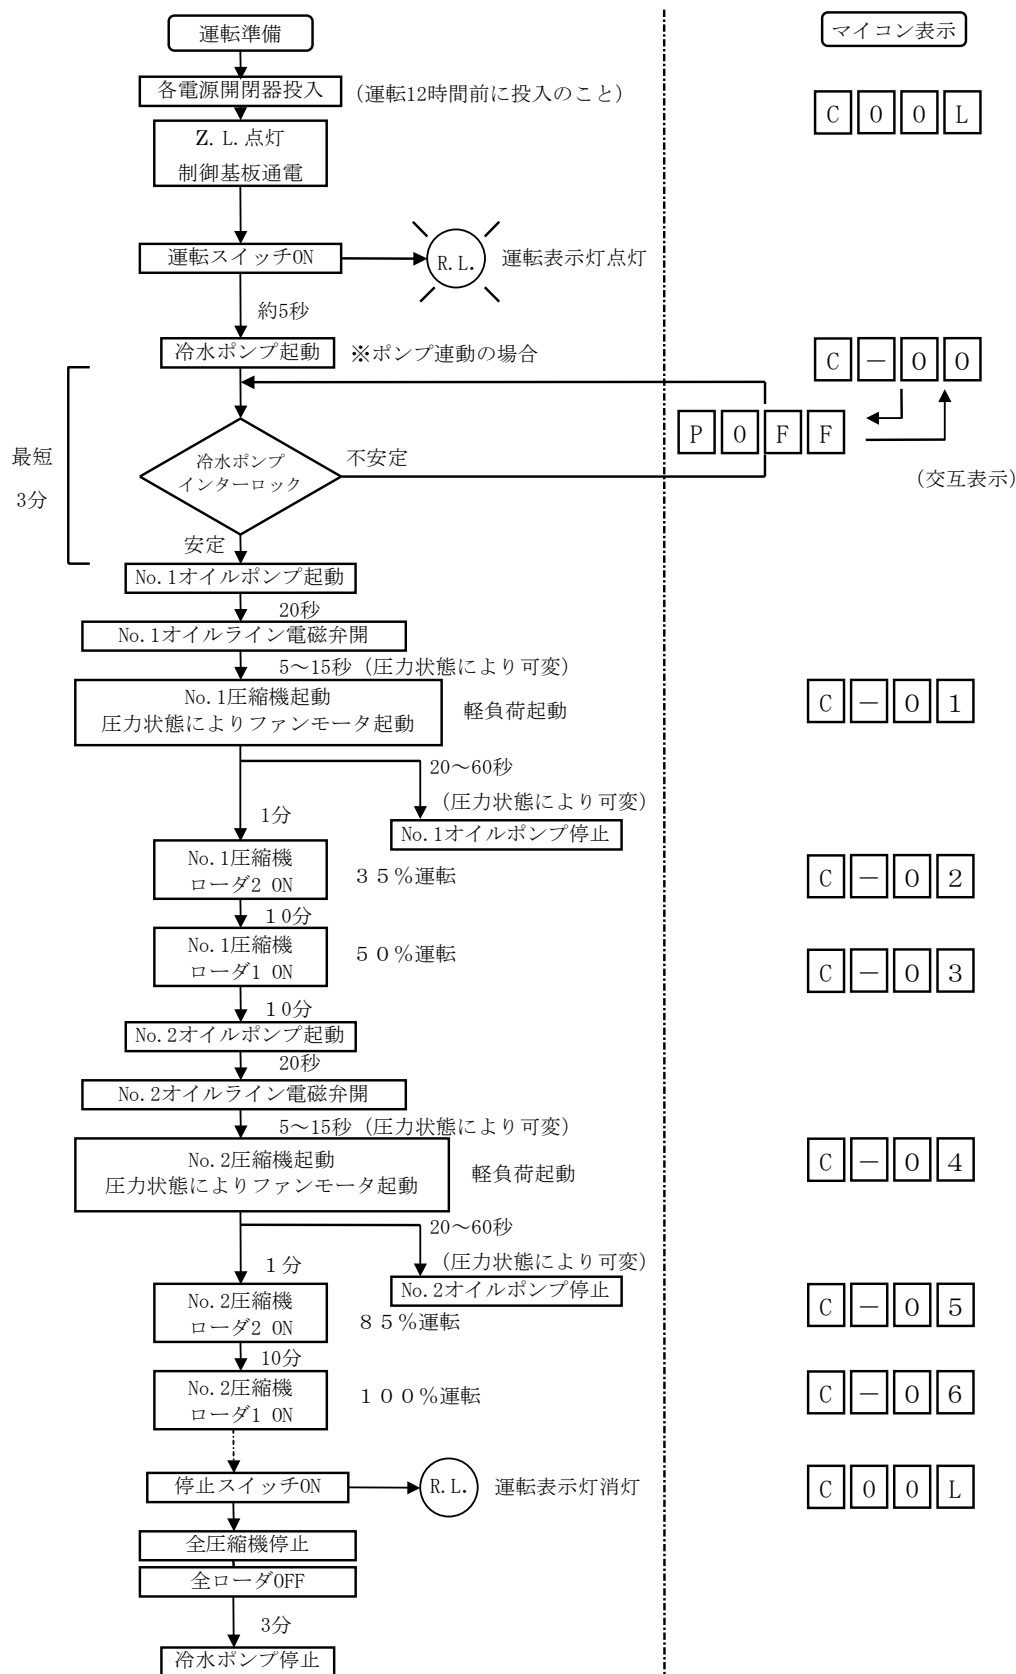 運転準備
マイコン表示
各電源開閉器投入
(運転12時間前に投入のこと)
C 0 0 L
Z.L.点灯
制御基板通電
運転スイッチON
R.L.
運転表示灯点灯
約5秒
冷水ポンプ起動
※ポンプ連動の場合
C － 0 0
P 0 F F
(交互表示)
最短
3分
冷水ポンプ
インターロック
不安定
安定
No.1オイルポンプ起動
20秒
No.1オイルライン電磁弁開
5～15秒(圧力状態により可変)
No.1圧縮機起動
圧力状態によりファンモータ起動
軽負荷起動
C － 0 1
20～60秒
(圧力状態により可変)
No.1オイルポンプ停止
1分
No.1圧縮機
ローダ2 ON
３５％運転
C － 0 2
１0分
No.1圧縮機
ローダ1 ON
５０％運転
C － 0 3
１0分
No.2オイルポンプ起動
20秒
No.2オイルライン電磁弁開
5～15秒(圧力状態により可変)
No.2圧縮機起動
圧力状態によりファンモータ起動
軽負荷起動
C － 0 4
20～60秒
(圧力状態により可変)
No.2オイルポンプ停止
１分
No.2圧縮機
ローダ2 ON
８５％運転
C － 0 5
10分
No.2圧縮機
ローダ1 ON
１００％運転
C － 0 6
停止スイッチON
R.L.
運転表示灯消灯
C 0 0 L
全圧縮機停止
全ローダOFF
3分
冷水ポンプ停止